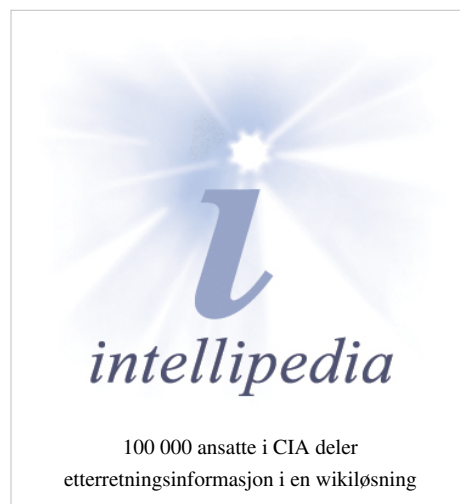 i
intellipedia
100 000 ansatte i CIA deler
etterretningsinformasjon i en wikiløsning